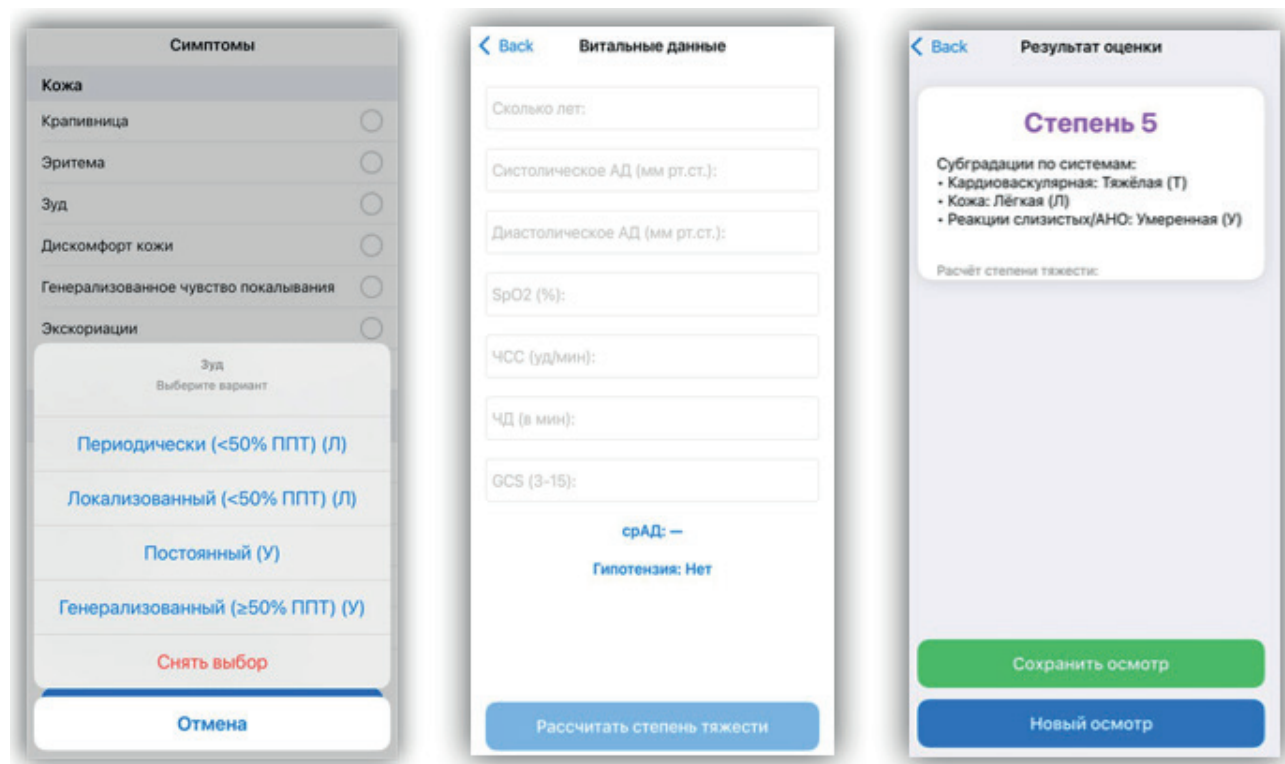 Симптомы
Кожа
Крапивница
Эритема
Зуд
Дискомфорт кожи
Генерализованное чувство покалывания
Экскориации
Зуд
Выберите вариант
Периодически (<50% ППТ) (Л)
Локализованный (<50% ППТ) (Л)
Постоянный (У)
Генерализованный (≥50% ППТ) (У)
Снять выбор
Отмена
Back
Витальные данные
Сколько лет:
Систолическое АД (мм рт.ст.):
Диастолическое АД (мм рт.ст.):
SpO2 (%):
ЧСС (уд/мин):
ЧД (в мин):
GCS (3-15):
срАД: —
Гипотензия: Нет
Рассчитать степень тяжести
Back
Результат оценки
Степень 5
Субградации по системам:
• Кардиоваскулярная: Тяжёлая (Т)
• Кожа: Лёгкая (Л)
• Реакции слизистых/АНО: Умеренная (У)
Расчёт степени тяжести:
Сохранить осмотр
Новый осмотр